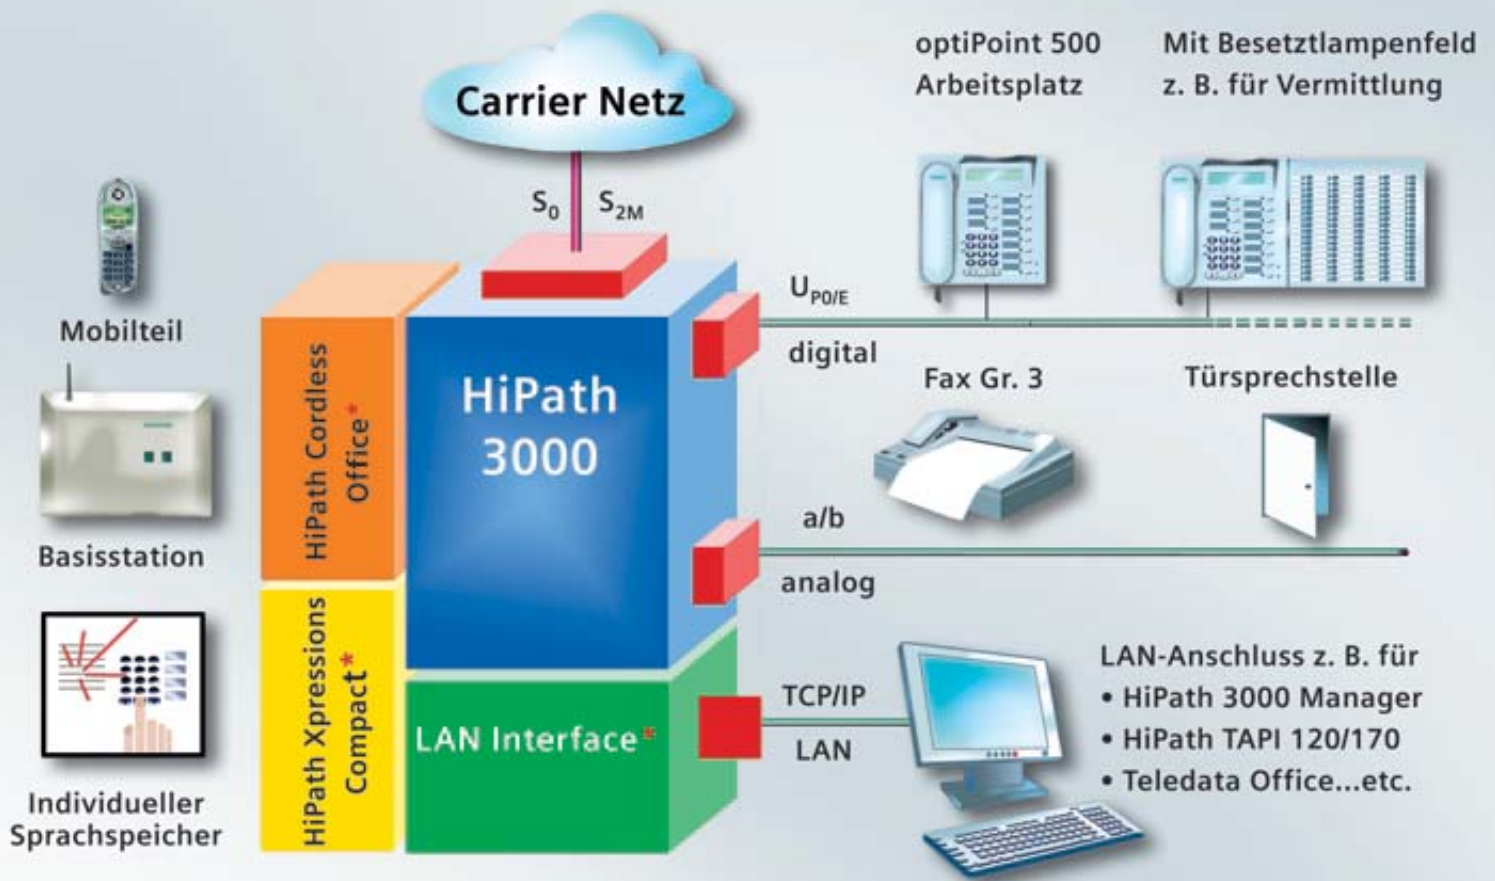 Carrier Netz
S0 S2M
optiPoint 500
Arbeitsplatz
Mit Besetztlampenfeld
z. B. für Vermittlung
Mobilteil
Basisstation
Individueller
Sprachspeicher
HiPath Cordless
Office*
HiPath Xpressions
Compact*
HiPath
3000
LAN Interface*
UP0/E
digital
Fax Gr. 3
Türsprechstelle
a/b
analog
TCP/IP
LAN
LAN-Anschluss z. B. für
• HiPath 3000 Manager
• HiPath TAPI 120/170
• Teledata Office...etc.